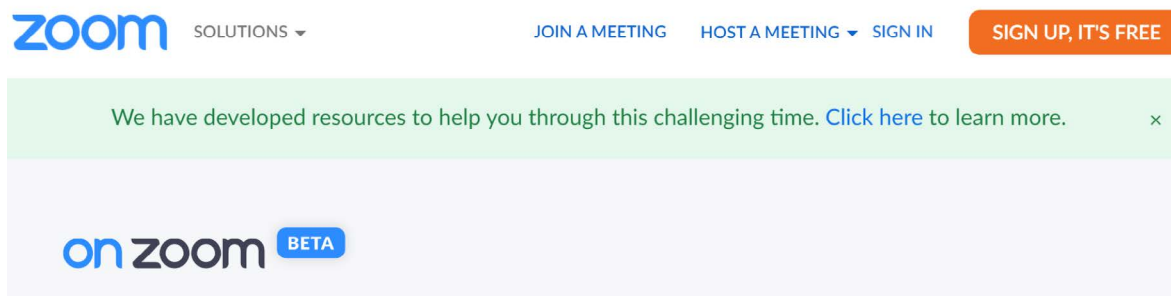 zoom SOLUTIONS JOIN A MEETING HOST A MEETING SIGN IN SIGN UP, IT'S FREE
We have developed resources to help you through this challenging time. Click here to learn more. ×
on zoom BETA